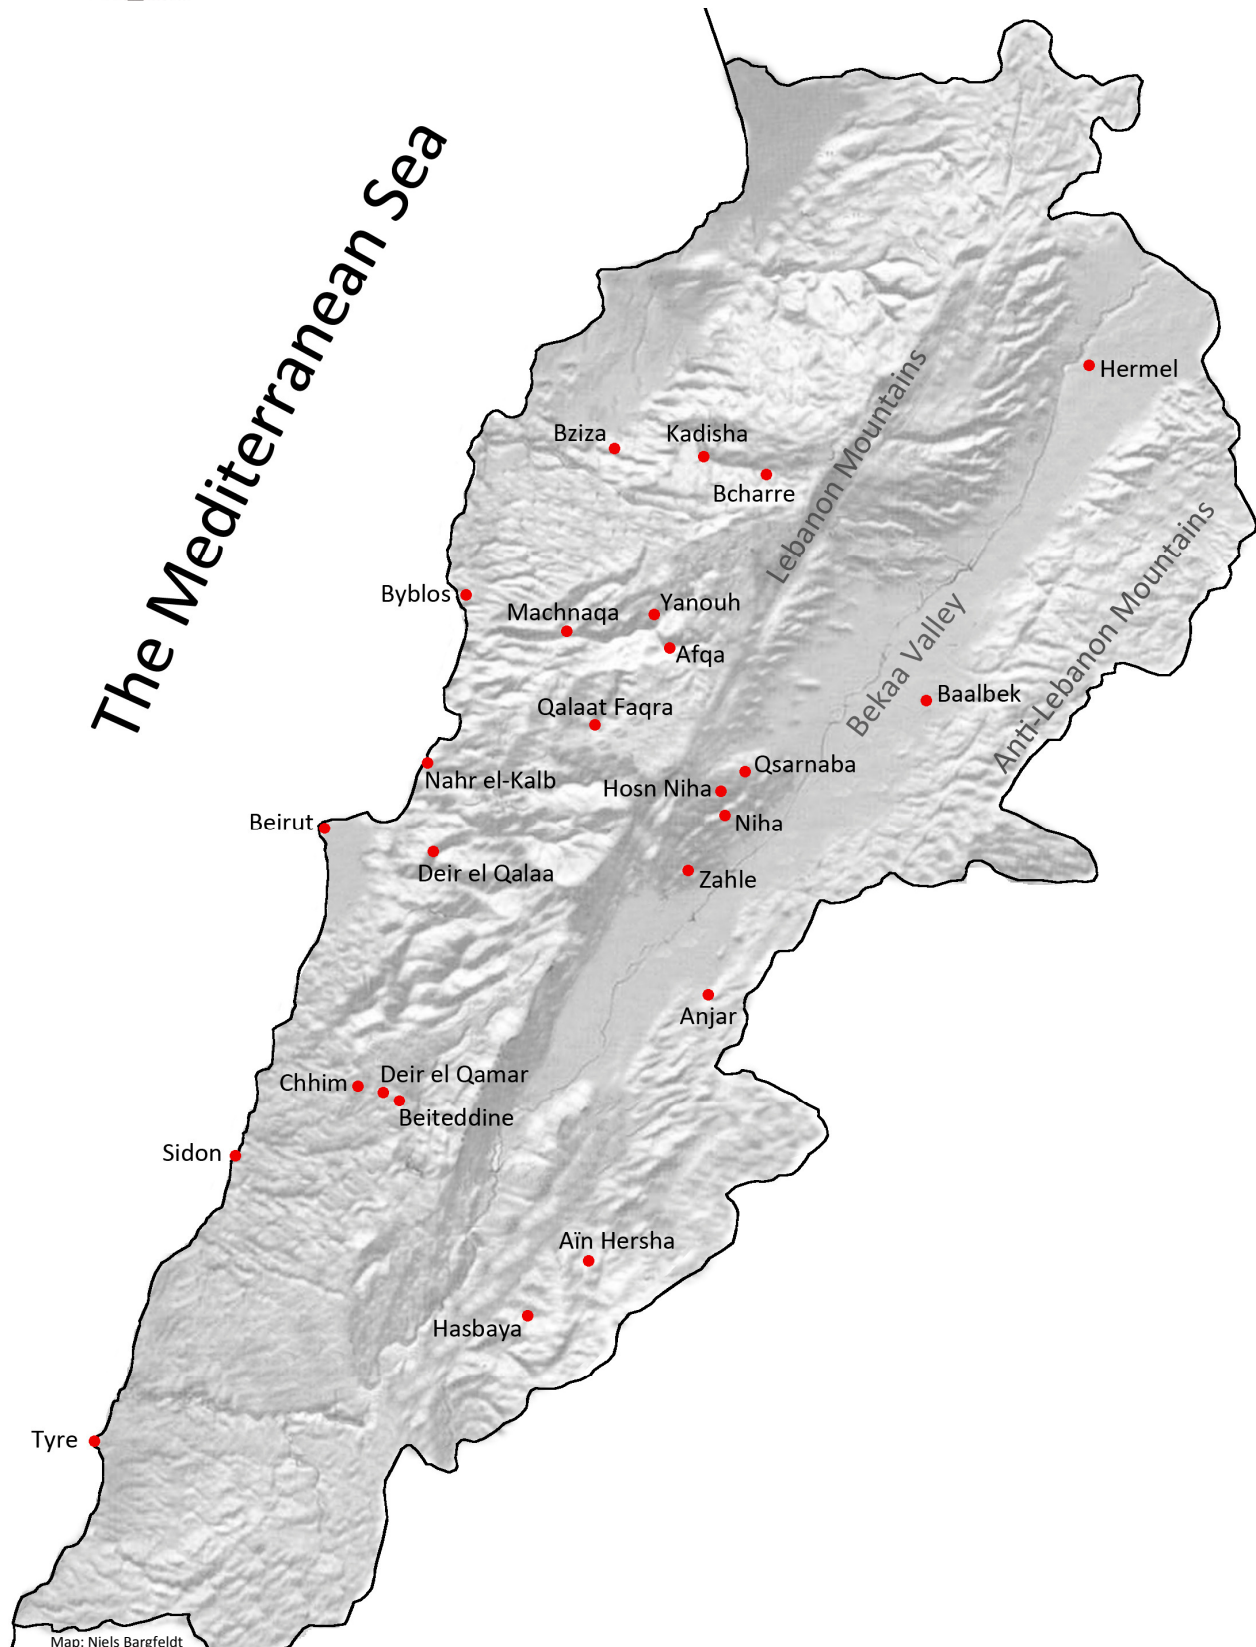 The Mediterranean Sea
Hermel
Bziza
Kadisha
Bcharre
Lebanon Mountains
Anti-Lebanon Mountains
Byblos
Machnaqa
Yanouh
Afqa
Bekaa Valley
Baalbek
Qalaat Faqra
Nahr el-Kalb
Qsarnaba
Hosn Niha
Niha
Beirut
Deir el Qalaa
Zahle
Anjar
Chhim
Deir el Qamar
Beiteddine
Sidon
Aïn Hersha
Hasbaya
Tyre
Map: Niels Bargfeldt